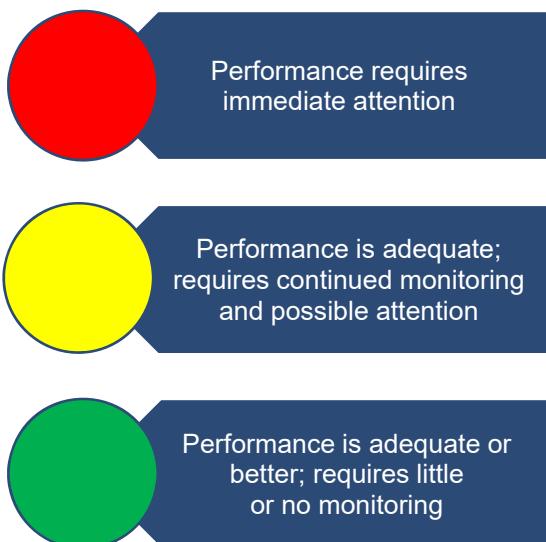 Performance requires
immediate attention
Performance is adequate;
requires continued monitoring
and possible attention
Performance is adequate or
better; requires little
or no monitoring